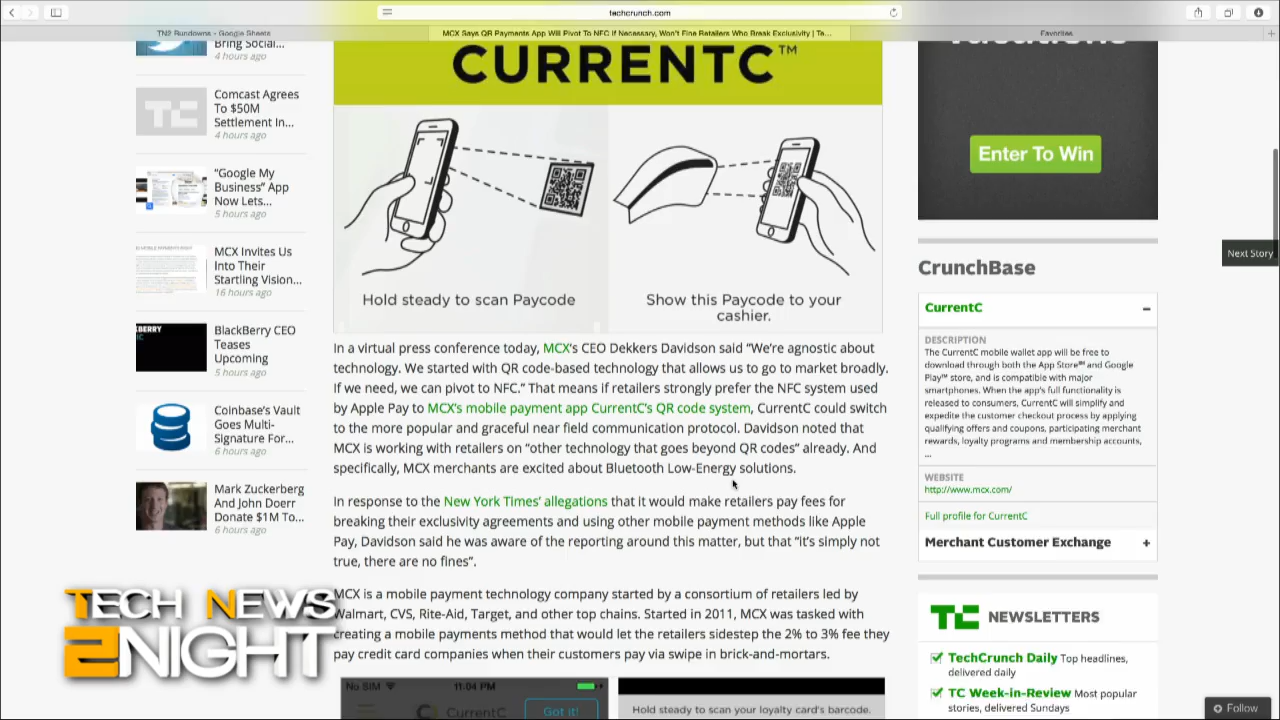 techcrunch.com
TN2 Rundowns - Google Sheets
MCX Says QR Payments App Will Pivot To NFC If Necessary, Won't Fine Retailers Who Break Exclusivity | Te...
Favorites
Bring Social...
4 hours ago
Comcast Agrees
To $50M
Settlement In...
4 hours ago
"Google My
Business" App
Now Lets...
5 hours ago
MCX Invites Us
Into Their
Startling Vision...
16 hours ago
BlackBerry CEO
Teases
Upcoming
5 hours ago
Coinbase's Vault
Goes Multi-
Signature For...
6 hours ago
Mark Zuckerberg
And John Doerr
Donate $1M To...
6 hours ago
CURRENTC™
Hold steady to scan Paycode
Show this Paycode to your
cashier.
In a virtual press conference today, MCX's CEO Dekkers Davidson said "We're agnostic about
technology. We started with QR code-based technology that allows us to go to market broadly.
If we need, we can pivot to NFC." That means if retailers strongly prefer the NFC system used
by Apple Pay to MCX's mobile payment app CurrentC's QR code system, CurrentC could switch
to the more popular and graceful near field communication protocol. Davidson noted that
MCX is working with retailers on "other technology that goes beyond QR codes" already. And
specifically, MCX merchants are excited about Bluetooth Low-Energy solutions.
In response to the New York Times' allegations that it would make retailers pay fees for
breaking their exclusivity agreements and using other mobile payment methods like Apple
Pay, Davidson said he was aware of the reporting around this matter, but that "it's simply not
true, there are no fines".
MCX is a mobile payment technology company started by a consortium of retailers led by
Walmart, CVS, Rite-Aid, Target, and other top chains. Started in 2011, MCX was tasked with
creating a mobile payments method that would let the retailers sidestep the 2% to 3% fee they
pay credit card companies when their customers pay via swipe in brick-and-mortars.
No SIM
11:04 PM
CurrentC
Got it!
Hold steady to scan your loyalty card's barcode.
Enter To Win
Next Story
CrunchBase
CurrentC
DESCRIPTION
The CurrentC mobile wallet app will be free to
download through both the App Store℠ and Google
Play™ store, and is compatible with major
smartphones. When the app's full functionality is
released to consumers, CurrentC will simplify and
expedite the customer checkout process by applying
qualifying offers and coupons, participating merchant
rewards, loyalty programs and membership accounts,
...
WEBSITE
http://www.mcx.com/
Full profile for CurrentC
Merchant Customer Exchange
TC NEWSLETTERS
TechCrunch Daily Top headlines,
delivered daily
TC Week-in-Review Most popular
stories, delivered Sundays
Follow
TECH NEWS
2NIGHT